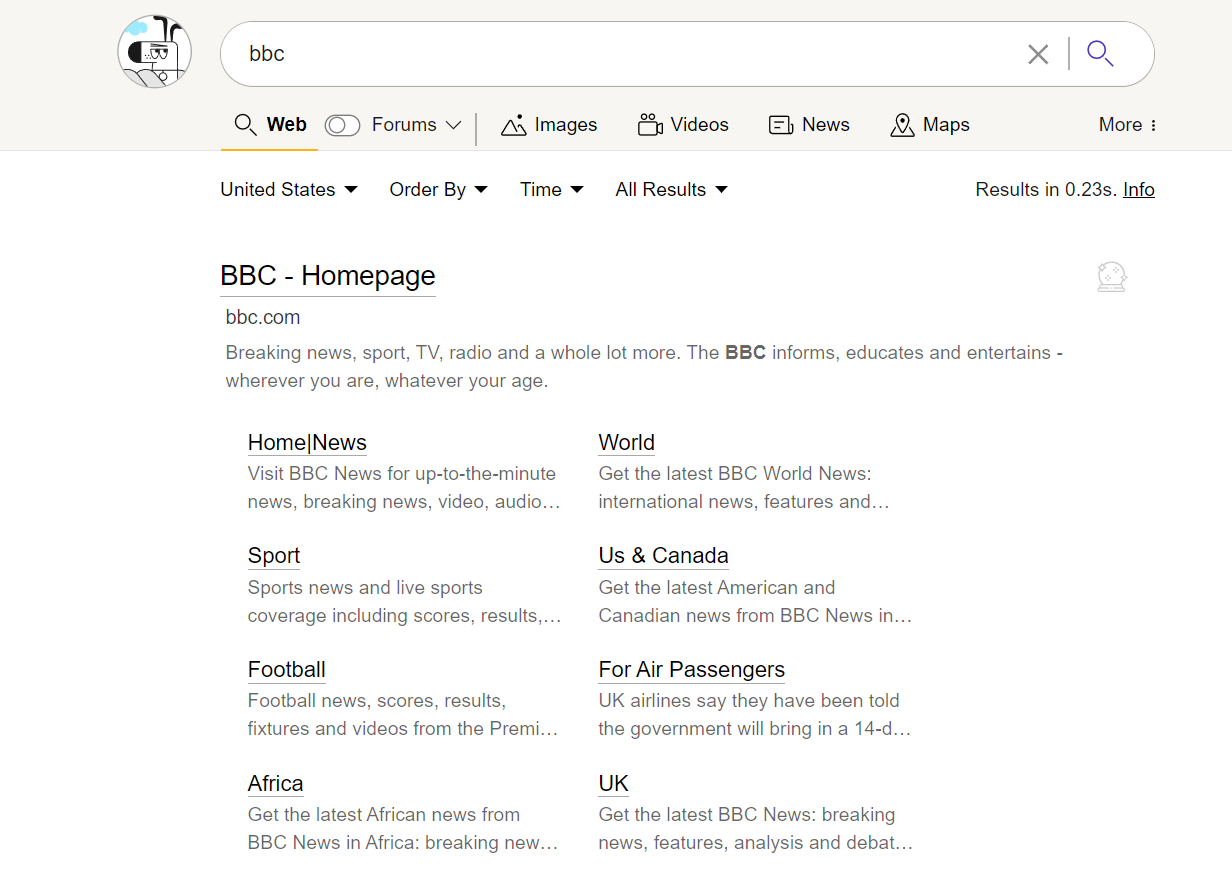 bbc
Web Forums Images Videos News Maps More
United States Order By Time All Results Results in 0.23s. Info
BBC - Homepage
bbc.com
Breaking news, sport, TV, radio and a whole lot more. The BBC informs, educates and entertains -
wherever you are, whatever your age.
Home|News
Visit BBC News for up-to-the-minute
news, breaking news, video, audio…
World
Get the latest BBC World News:
international news, features and…
Sport
Sports news and live sports
coverage including scores, results,…
Us & Canada
Get the latest American and
Canadian news from BBC News in…
Football
Football news, scores, results,
fixtures and videos from the Premi…
For Air Passengers
UK airlines say they have been told
the government will bring in a 14-d…
Africa
Get the latest African news from
BBC News in Africa: breaking new…
UK
Get the latest BBC News: breaking
news, features, analysis and debat…